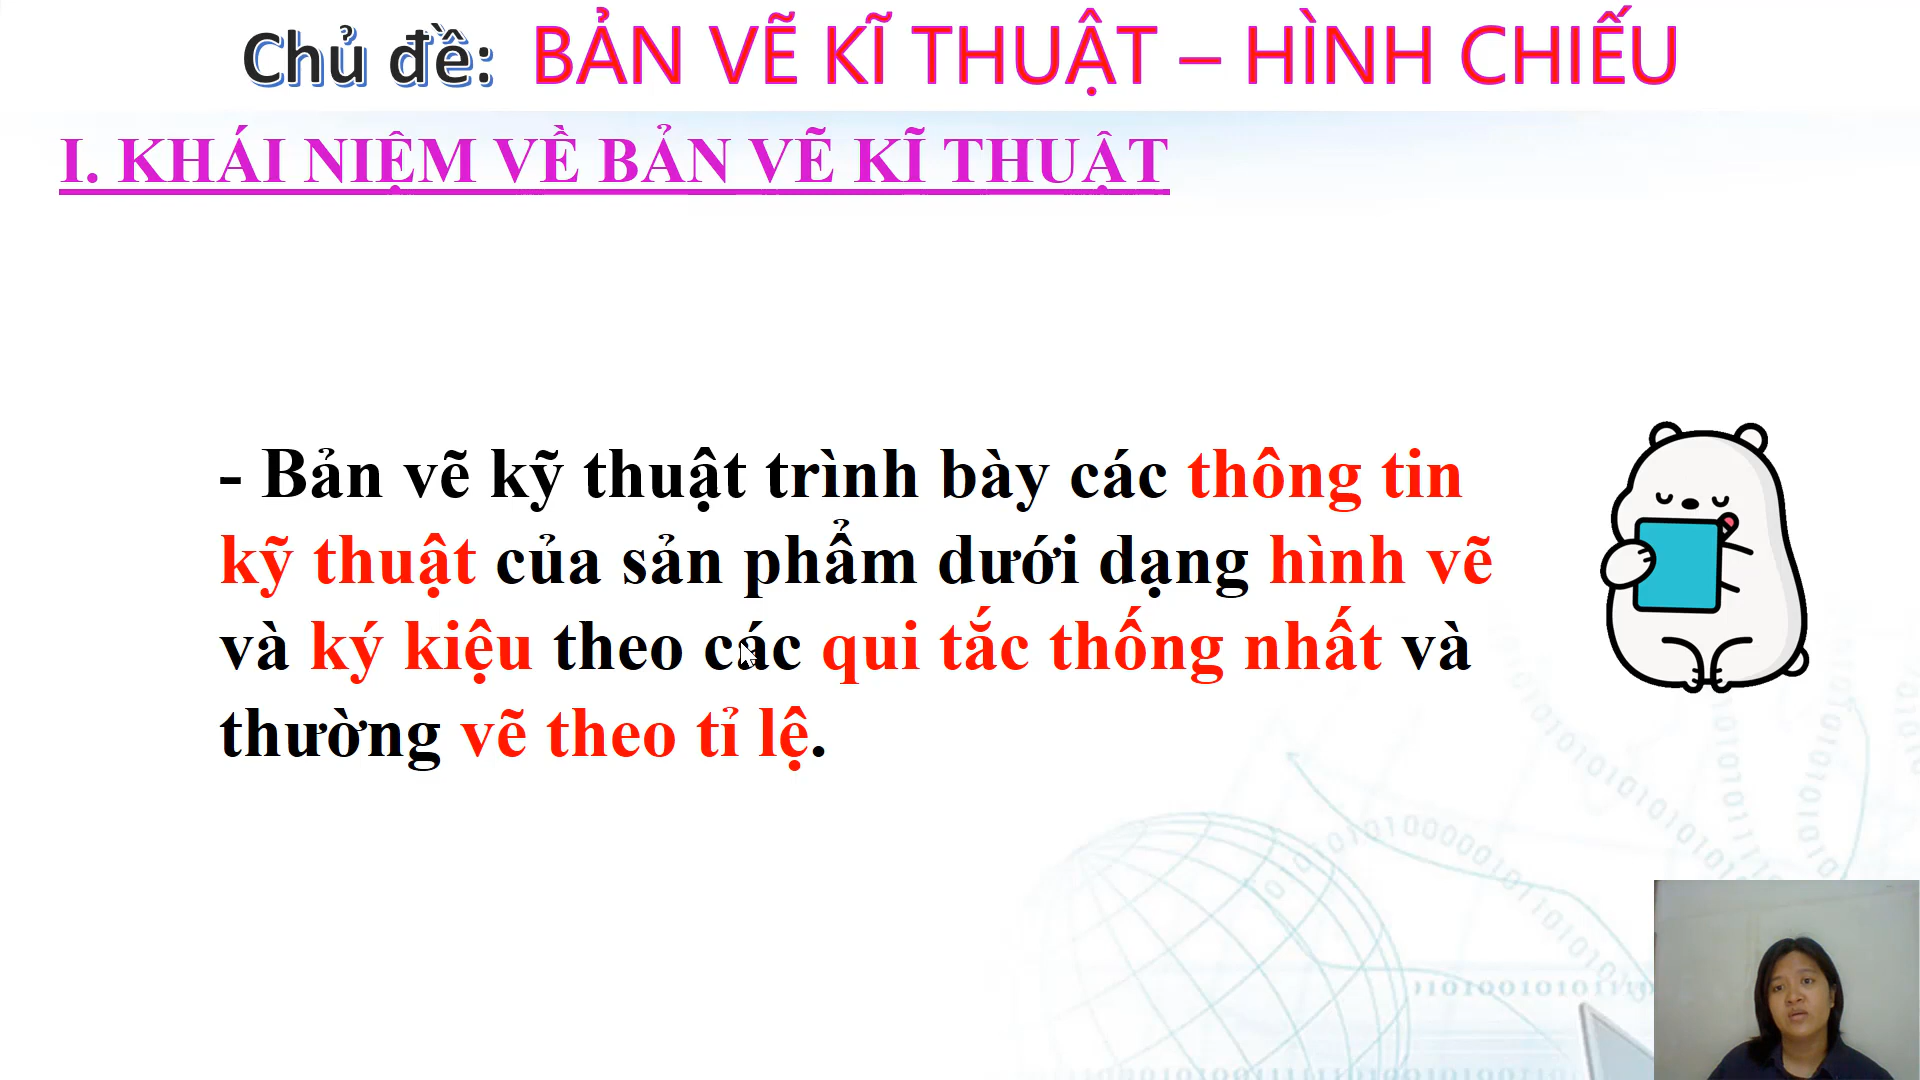 Chủ đề: BẢN VẼ KĨ THUẬT – HÌNH CHIẾU
I. KHÁI NIỆM VỀ BẢN VẼ KĨ THUẬT
- Bản vẽ kỹ thuật trình bày các thông tin
kỹ thuật của sản phẩm dưới dạng hình vẽ
và ký kiệu theo các qui tắc thống nhất và
thường vẽ theo tỉ lệ.